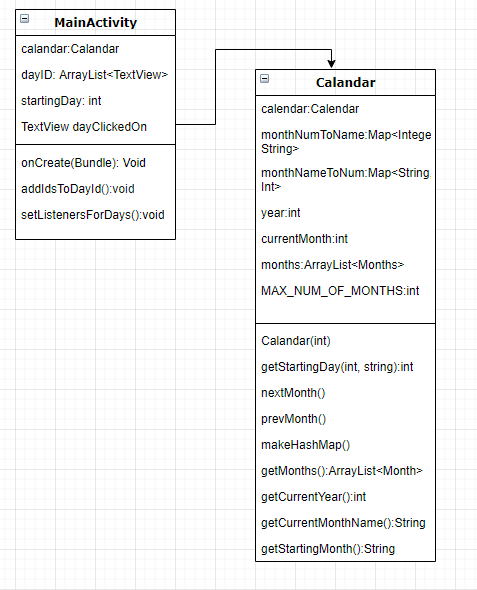 MainActivity
calandar:Calandar
dayID: ArrayList<TextView>
startingDay: int
TextView dayClickedOn
onCreate(Bundle): Void
addIdsToDayId():void
setListenersForDays():void
Calandar
calendar:Calendar
monthNumToName:Map<Intege
String>
monthNameToNum:Map<String,
Int>
year:int
currentMonth:int
months:ArrayList<Months>
MAX_NUM_OF_MONTHS:int
Calandar(int)
getStartingDay(int, string):int
nextMonth()
prevMonth()
makeHashMap()
getMonths():ArrayList<Month>
getCurrentYear():int
getCurrentMonthName():String
getStartingMonth():String